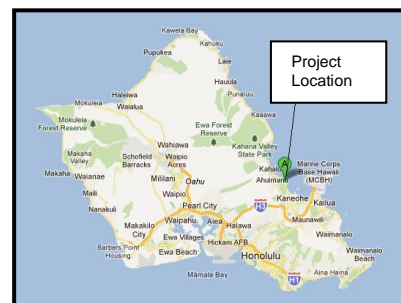 Kawela Bay
Kahuku
Pupukea
Laie
Hauula
Punaluu
Project
Location
Haleiwa
Mokuleia
Waialua
Kaaawa
Mokuleia
Forest Reserve
Ewa Forest
Reserve
Kahana Valley
State Park
Wahiawa
Makaha
Valley
Schofield
Barracks
Waipio
Acres
Oahu
Ahuimanu
A
Marine Corps
Base Hawaii
(MCBH)
Makaha
Waianae
Mililani
Waipio
Kaneohe
Kailua
Maili
Pearl City
H3
Maunawili
Nanakuli
Waipahu
Aiea
Halawa
Waimanalo
Makakilo
City
Ewa Villages
Hickam AFB
Waimanalo
Beach
Barbers Point
Housing
Ewa Beach
Honolulu
Māmala Bay
H1
Aina Haina